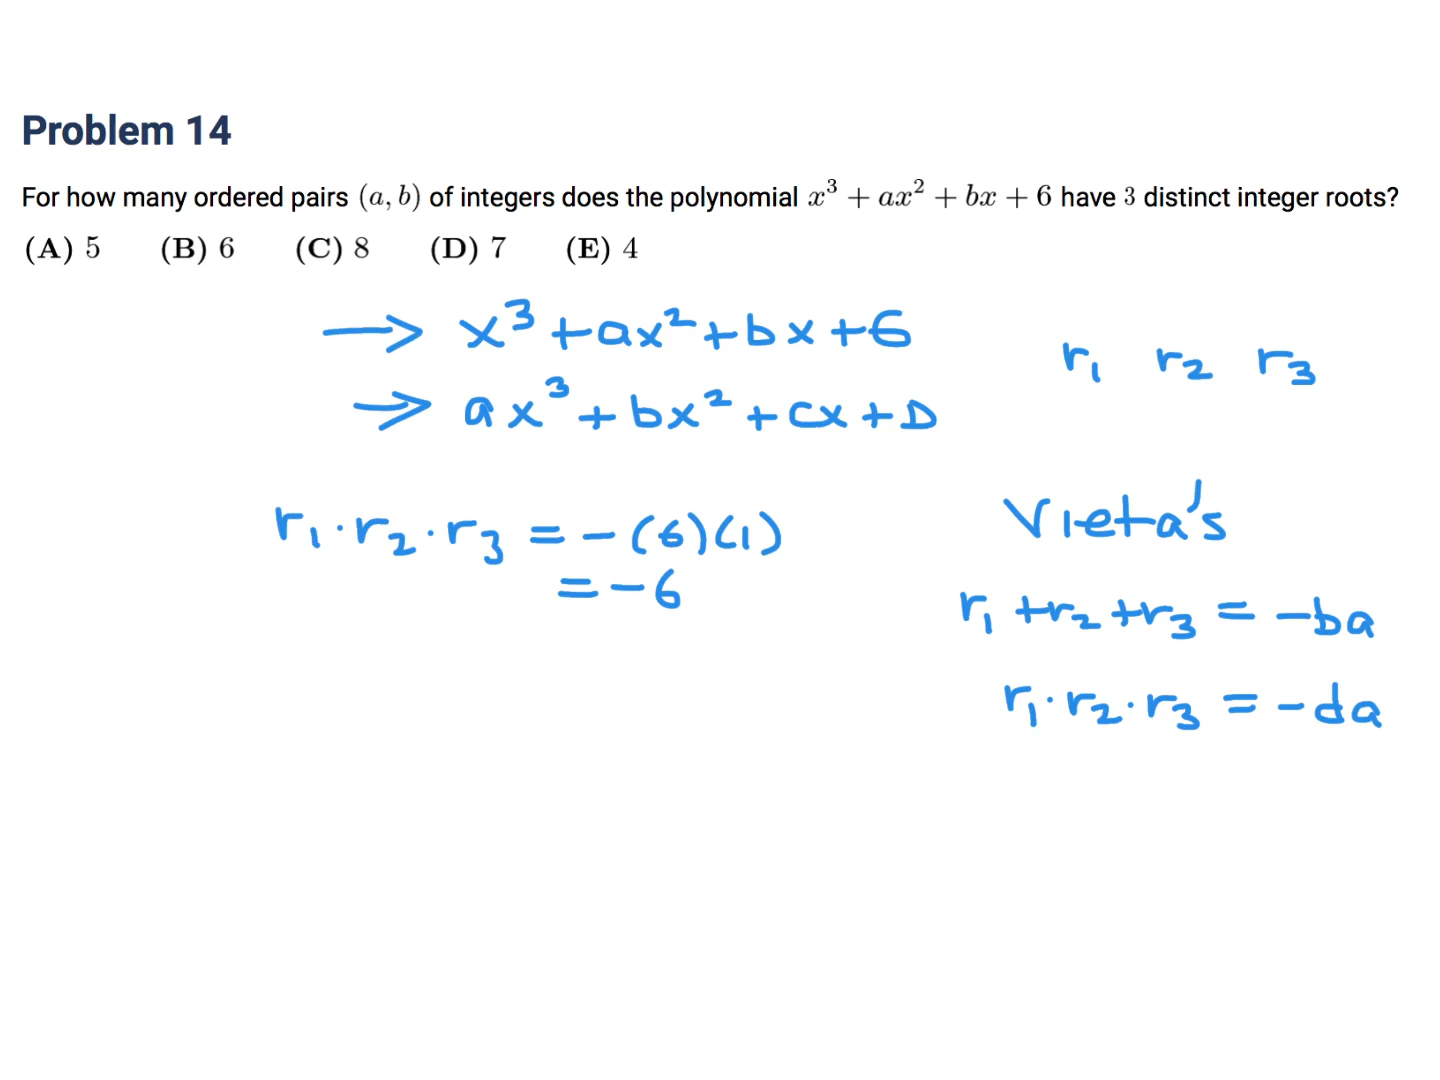 Problem 14
For how many ordered pairs (a, b) of integers does the polynomial x³ + ax² + bx + 6 have 3 distinct integer roots?
(A) 5 (B) 6 (C) 8 (D) 7 (E) 4
→ x³ + ax² + bx + 6
r₁ r₂ r₃
→ ax³ + bx² + cx + D
Vieta's
r₁ · r₂ · r₃ = - (6)(1)
= - 6
r₁ + r₂ + r₃ = - ba
r₁ · r₂ · r₃ = - da